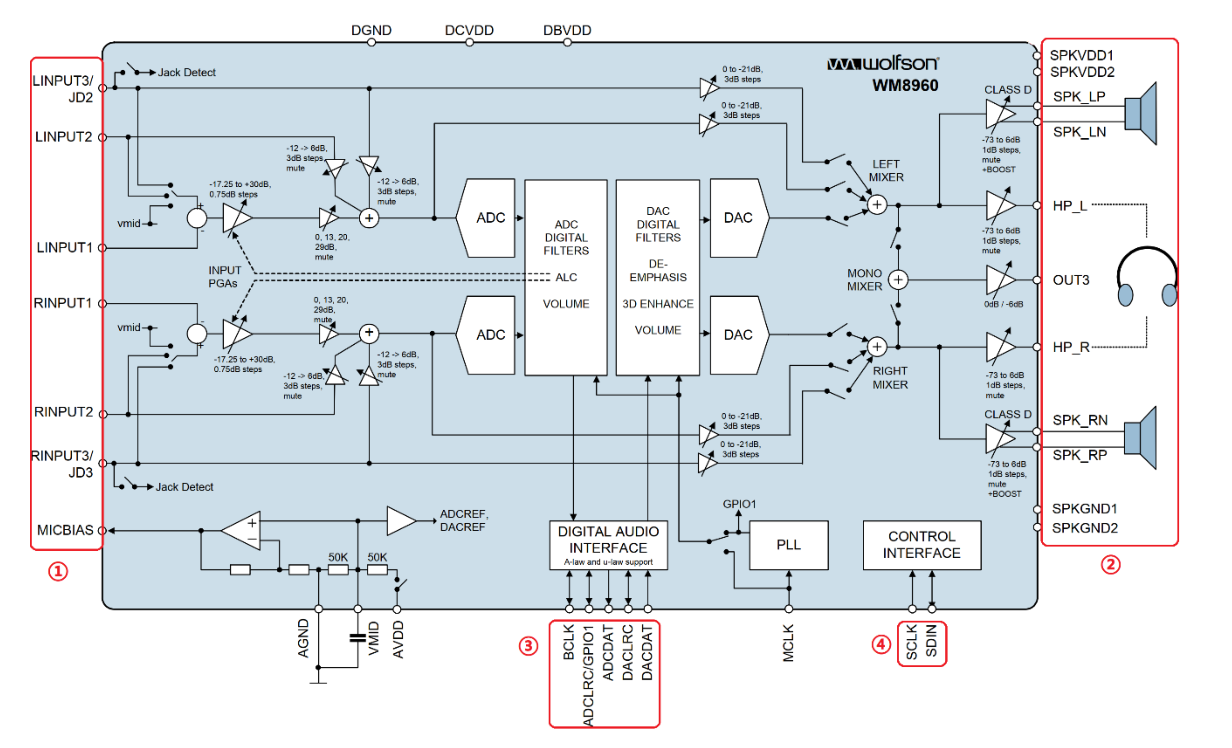 DGND
DCVDD
DBVDD
wolfson
WM8960
LINPUT3/
JD2
Jack Detect
LINPUT2
vmid
LINPUT1
RINPUT1
vmid
RINPUT2
RINPUT3/
JD3
Jack Detect
MICBIAS
①
-17.25 to +30dB,
0.75dB steps
-12 -> 6dB,
3dB steps,
mute
-12 -> 6dB,
3dB steps,
mute
0, 13, 20,
29dB,
mute
+
-
+
INPUT
PGAs
0, 13, 20,
29dB,
mute
-
+
+
-17.25 to +30dB,
0.75dB steps
-12 -> 6dB,
3dB steps,
mute
-12 -> 6dB,
3dB steps,
mute
ADC
ADC
ADC
DIGITAL
FILTERS
ALC
VOLUME
DAC
DIGITAL
FILTERS
DE-
EMPHASIS
3D ENHANCE
VOLUME
DAC
DAC
0 to -21dB,
3dB steps
0 to -21dB,
3dB steps
0 to -21dB,
3dB steps
0 to -21dB,
3dB steps
LEFT
MIXER
+
MONO
MIXER
+
+
RIGHT
MIXER
CLASS D
-73 to 6dB
1dB steps,
mute
+BOOST
-73 to 6dB
1dB steps,
mute
0dB / -6dB
-73 to 6dB
1dB steps,
mute
CLASS D
-73 to 6dB
1dB steps,
mute
+BOOST
SPKVDD1
SPKVDD2
SPK_LP
SPK_LN
HP_L
OUT3
HP_R
SPK_RN
SPK_RP
SPKGND1
SPKGND2
②
+
-
ADCREF,
DACREF
50K
50K
AGND
VMID
AVDD
DIGITAL AUDIO
INTERFACE
A-law and u-law support
GPIO1
PLL
CONTROL
INTERFACE
③
BCLK
ADCLRC/GPIO1
ADCDAT
DACLRC
DACDAT
MCLK
④
SCLK
SDIN